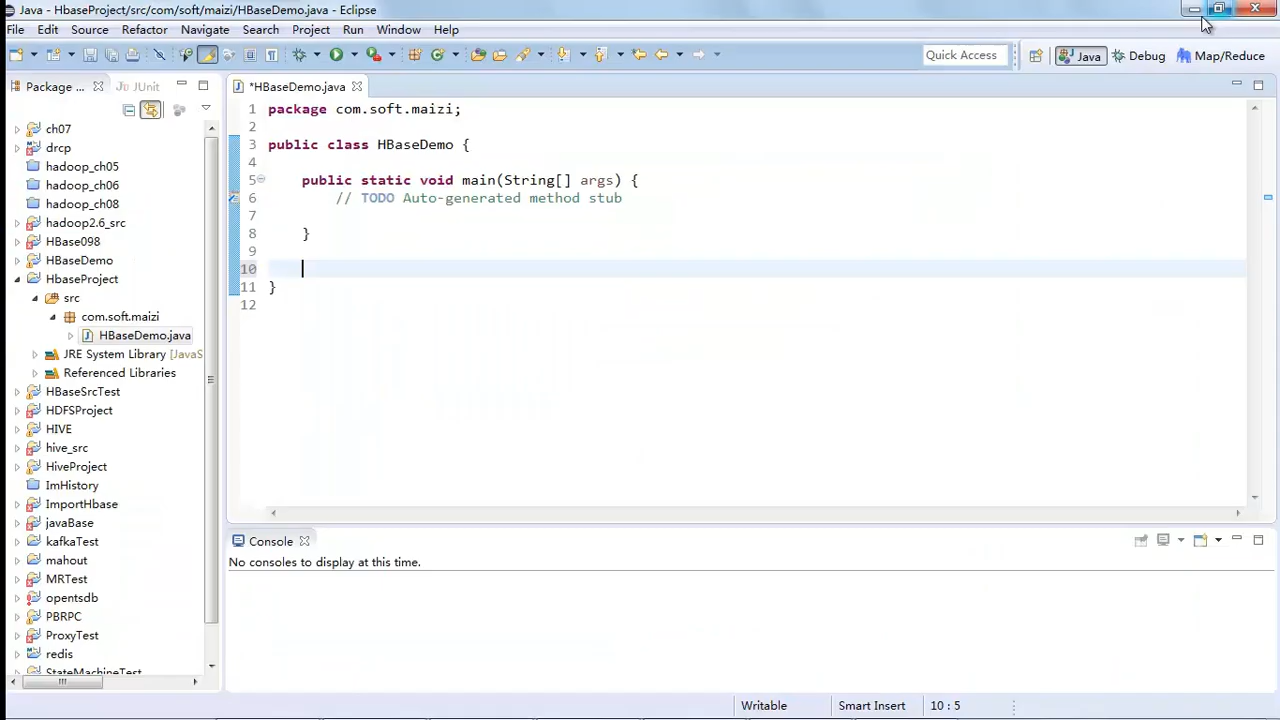 Java - HbaseProject/src/com/soft/maizi/HBaseDemo.java - Eclipse
File Edit Source Refactor Navigate Search Project Run Window Help
Quick Access Java Debug Map/Reduce
Package ... JUnit
*HBaseDemo.java
ch07
drcp
hadoop_ch05
hadoop_ch06
hadoop_ch08
hadoop2.6_src
HBase098
HBaseDemo
HbaseProject
src
com.soft.maizi
HBaseDemo.java
JRE System Library [JavaS
Referenced Libraries
HBaseSrcTest
HDFSProject
HIVE
hive_src
HiveProject
ImHistory
ImportHbase
javaBase
kafkaTest
mahout
MRTest
opentsdb
PBRPC
ProxyTest
redis
StateMachineTest
1 package com.soft.maizi;
2
3 public class HBaseDemo {
4
5 public static void main(String[] args) {
6 // TODO Auto-generated method stub
7
8 }
9
10
11 }
12
Console
No consoles to display at this time.
Writable Smart Insert 10 : 5